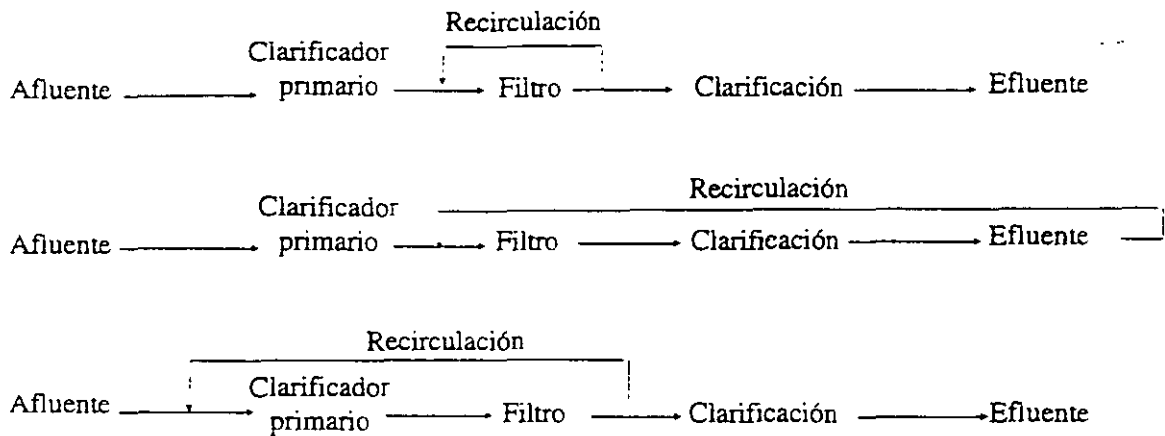 Recirculación
Clarificador
primario
Afluente
Filtro
Clarificación
Efluente
Recirculación
Clarificador
primario
Afluente
Filtro
Clarificación
Efluente
Recirculación
Clarificador
primario
Afluente
Filtro
Clarificación
Efluente